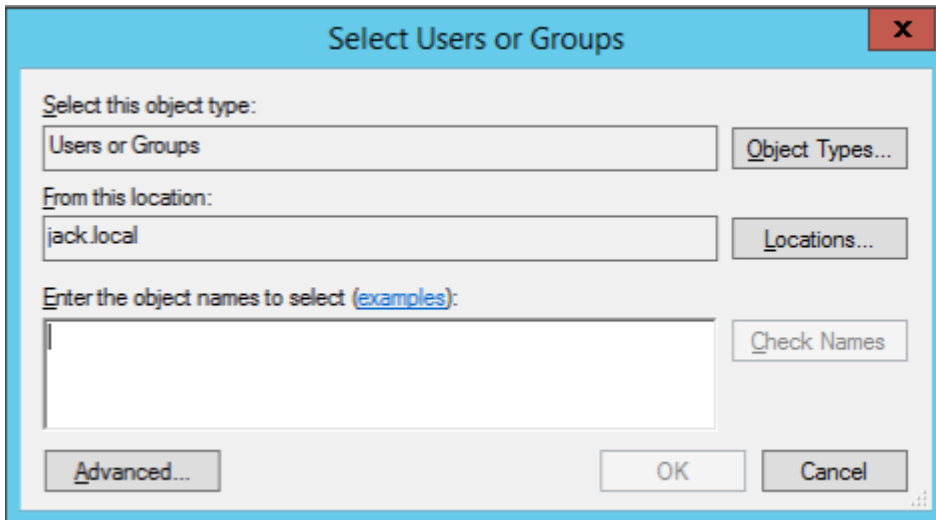 Select Users or Groups
x
Select this object type:
Users or Groups
Object Types...
From this location:
jack.local
Locations...
Enter the object names to select (examples):
Check Names
Advanced...
OK
Cancel